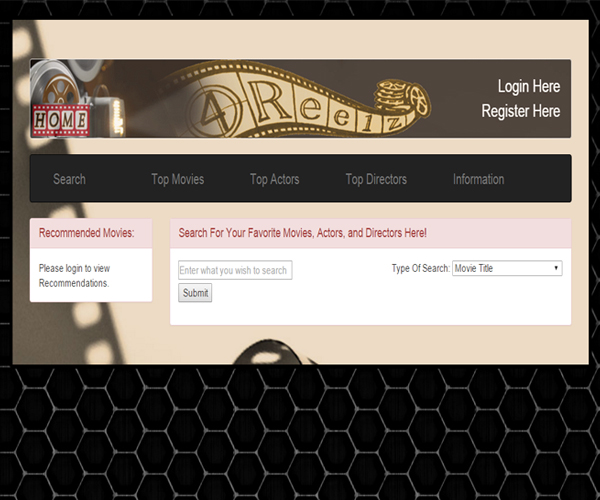 HOME
4 Reelz
Login Here
Register Here
Search Top Movies Top Actors Top Directors Information
Recommended Movies:
Please login to view
Recommendations.
Search For Your Favorite Movies, Actors, and Directors Here!
Enter what you wish to search Type Of Search: Movie Title
Submit